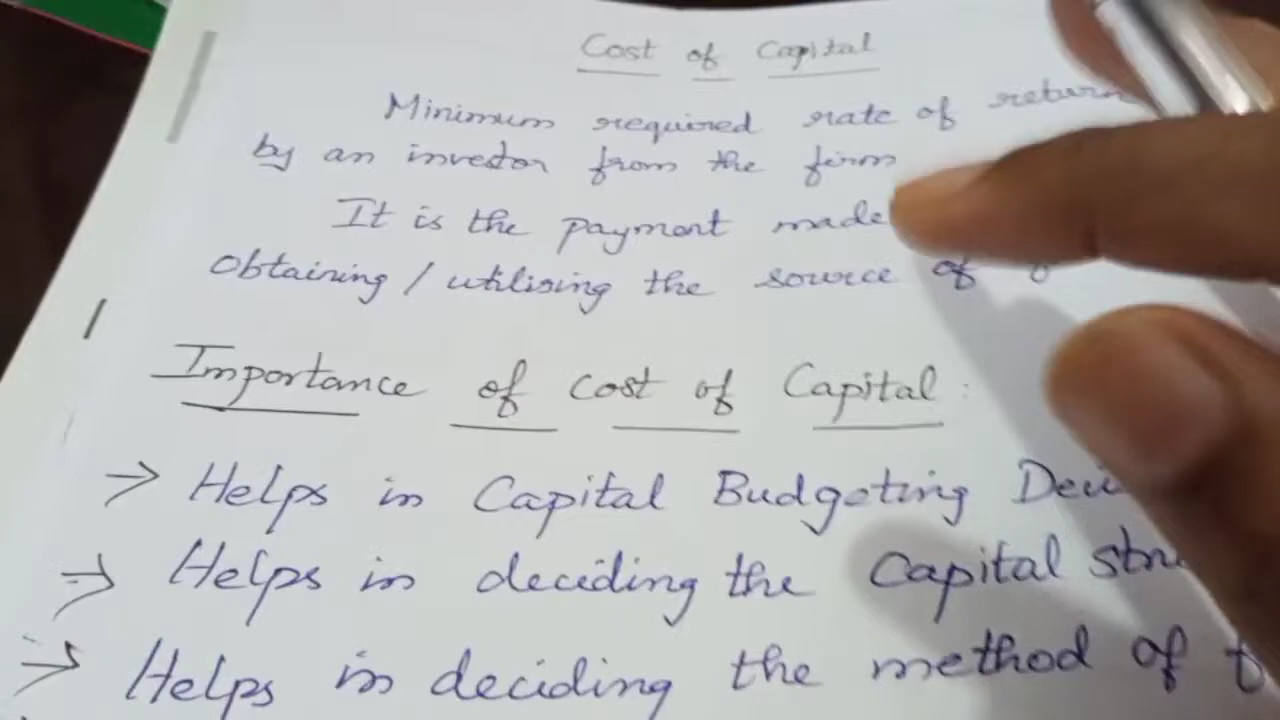 Cost of Capital
Minimum required rate of return
by an investor from the firm
It is the payment made
Obtaining / utilising the source of
Importance of Cost of Capital :
→ Helps in Capital Budgeting
→ Helps in deciding the Capital
→ Helps in deciding the method of